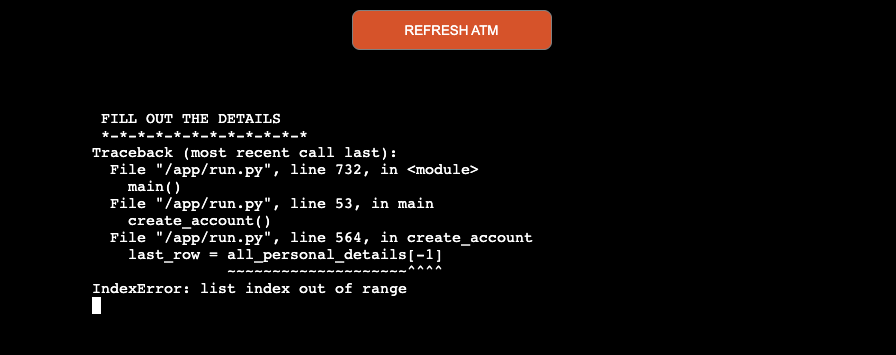 REFRESH ATM
FILL OUT THE DETAILS
*-*-*-*-*-*-*-*-*-*-*-*
Traceback (most recent call last):
  File "/app/run.py", line 732, in <module>
    main()
  File "/app/run.py", line 53, in main
    create_account()
  File "/app/run.py", line 564, in create_account
    last_row = all_personal_details[-1]
               ~~~~~~~~~~~~~~~~~~~~^^^^
IndexError: list index out of range